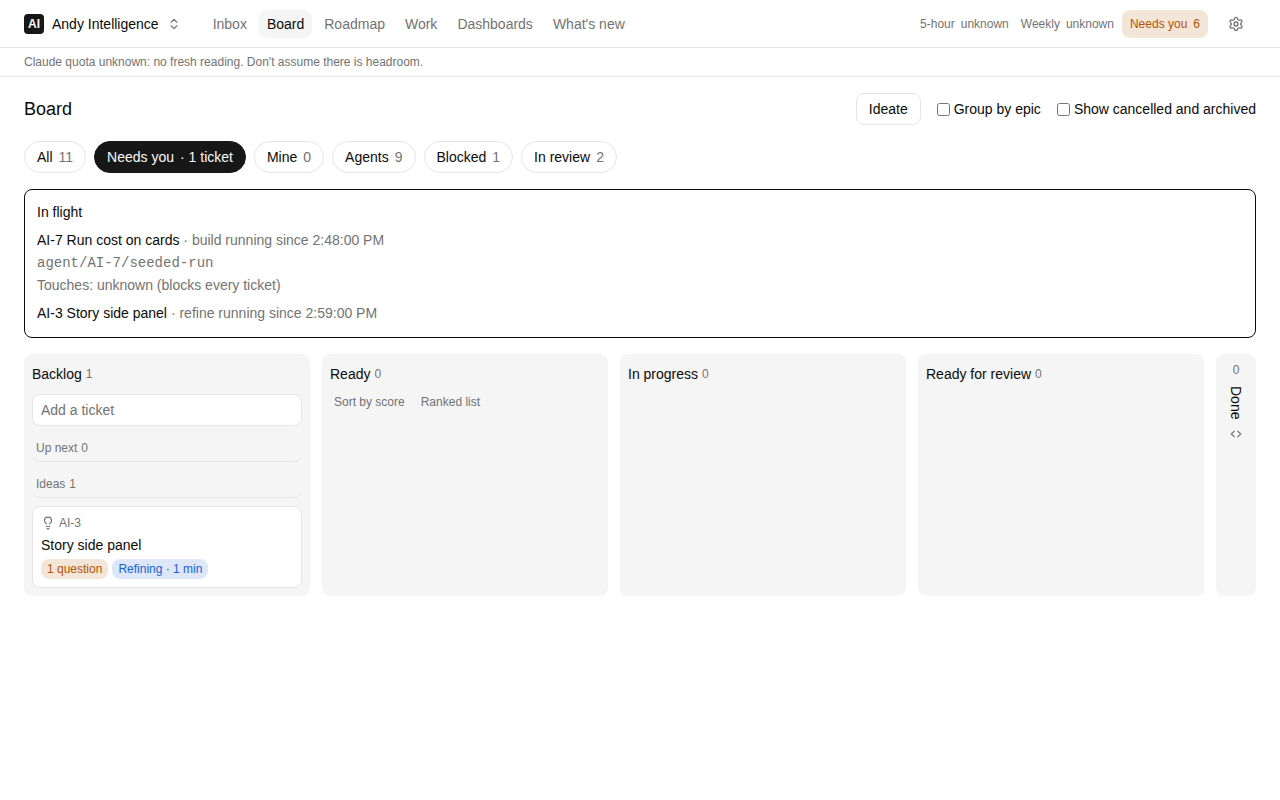 AI Andy Intelligence Inbox Board Roadmap Work Dashboards What's new 5-hour unknown Weekly unknown Needs you 6
Claude quota unknown: no fresh reading. Don't assume there is headroom.
Board Ideate Group by epic Show cancelled and archived
All 11 Needs you · 1 ticket Mine 0 Agents 9 Blocked 1 In review 2
In flight
AI-7 Run cost on cards · build running since 2:48:00 PM
agent/AI-7/seeded-run
Touches: unknown (blocks every ticket)
AI-3 Story side panel · refine running since 2:59:00 PM
Backlog 1
Add a ticket
Up next 0
Ideas 1
AI-3
Story side panel
1 question Refining · 1 min
Ready 0
Sort by score Ranked list
In progress 0
Ready for review 0
0
Done